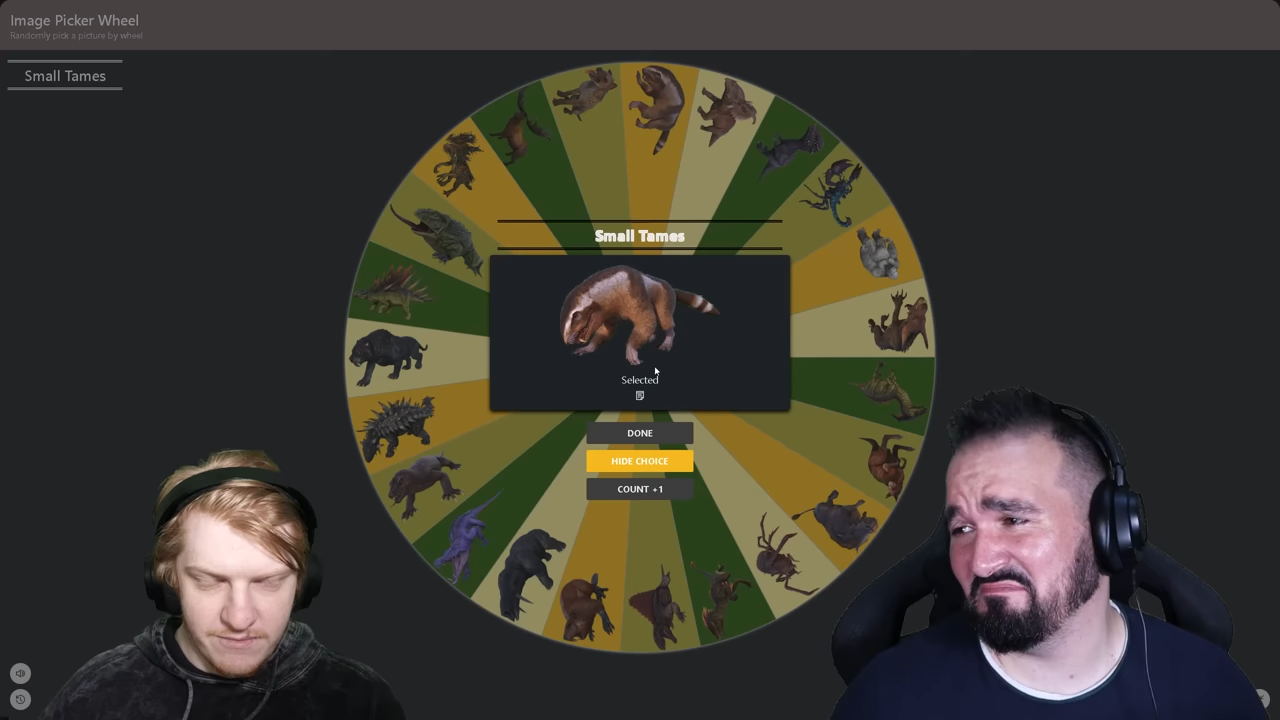 Image Picker Wheel
Randomly pick a picture by wheel
Small Tames
Small Tames
Selected
DONE
HIDE CHOICE
COUNT +1